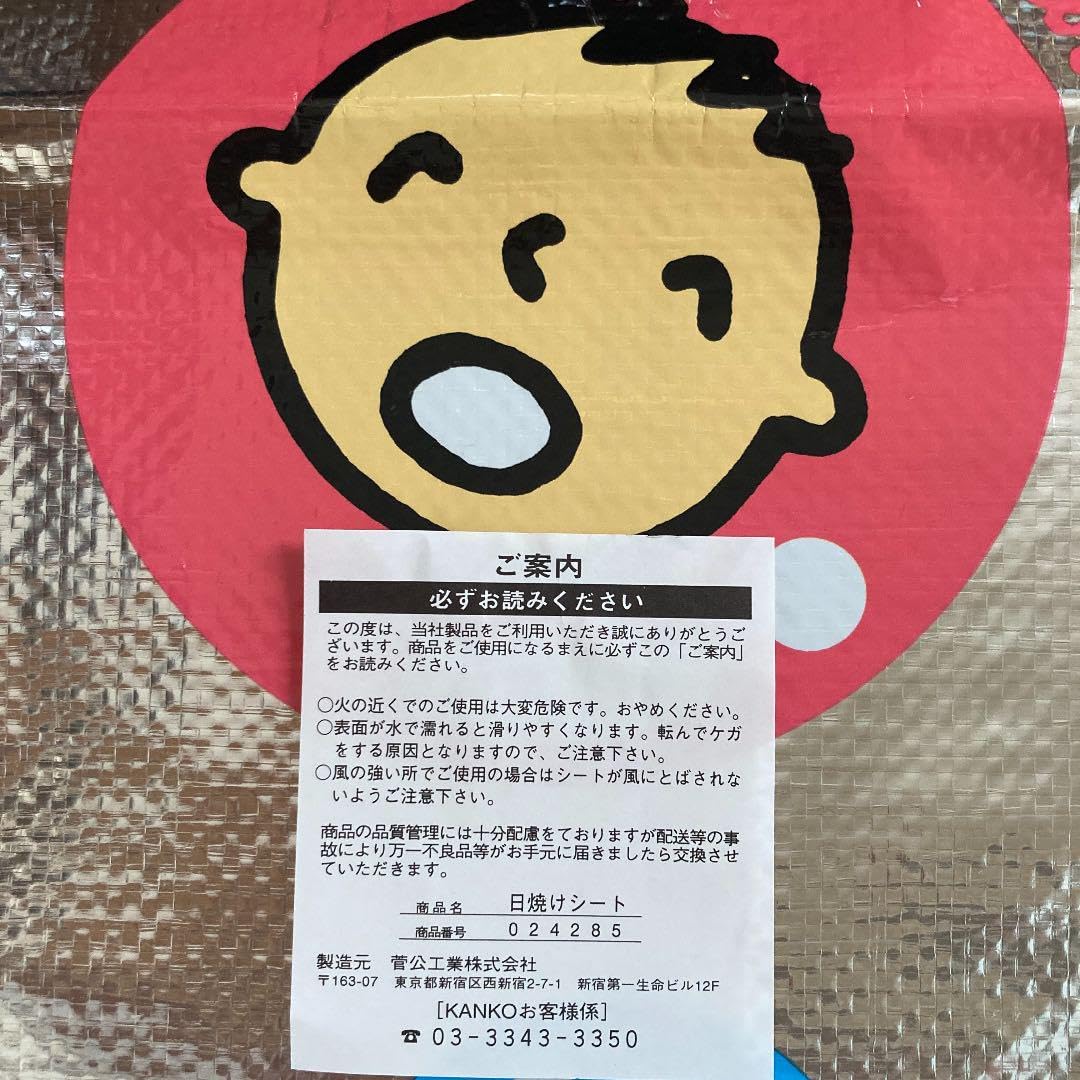 ご案内
必ずお読みください
この度は、当社製品をご利用いただき誠にありがとうご
ざいます。商品をご使用になるまえに必ずこの「ご案内」
をお読みください。
○火の近くでのご使用は大変危険です。おやめください。
○表面が水で濡れると滑りやすくなります。転んでケガ
をする原因となりますので、ご注意下さい。
○風の強い所でご使用の場合はシートが風にとばされな
いようご注意下さい。
商品の品質管理には十分配慮をておりますが配送等の事
故により万一不良品等がお手元に届きましたら交換させ
ていただきます。
商品名 日焼けシート
商品番号 024285
製造元 菅公工業株式会社
〒163-07 東京都新宿区西新宿2-7-1 新宿第一生命ビル12F
[KANKOお客様係]
☎ 03-3343-3350